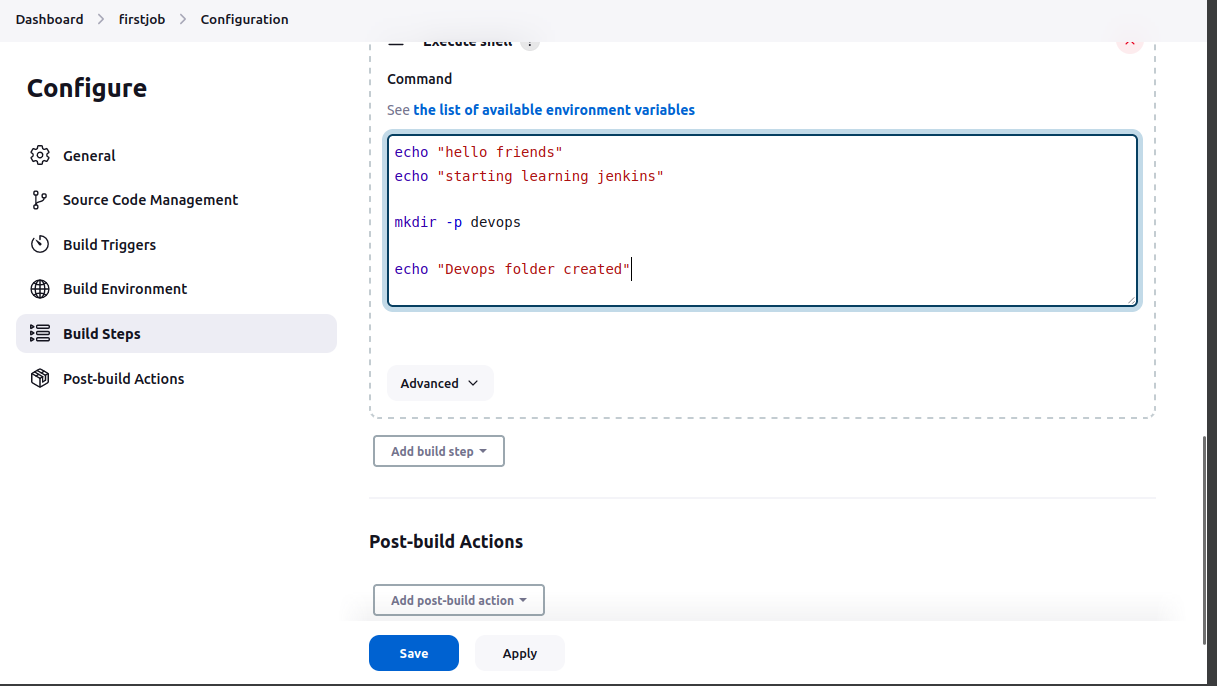 Dashboard > firstjob > Configuration
Configure
General
Source Code Management
Build Triggers
Build Environment
Build Steps
Post-build Actions
Execute shell ?
Command
See the list of available environment variables
echo "hello friends"
echo "starting learning jenkins"
mkdir -p devops
echo "Devops folder created"
Advanced
Add build step
Post-build Actions
Add post-build action
Save Apply